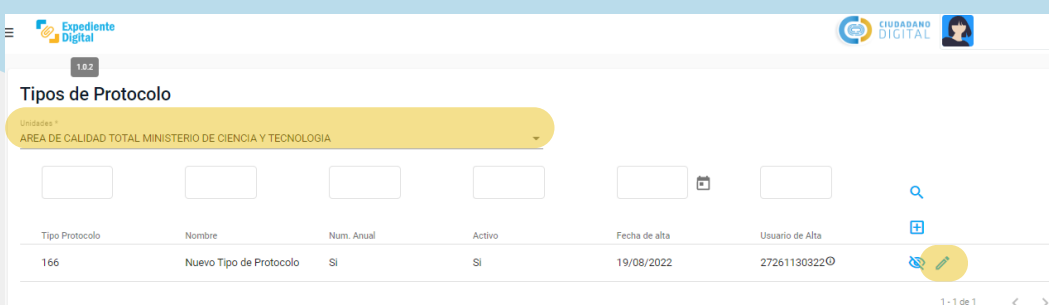 Expediente
Digital
CIUDADANO
DIGITAL
1.0.2
Tipos de Protocolo
Unidades *
AREA DE CALIDAD TOTAL MINISTERIO DE CIENCIA Y TECNOLOGIA
Tipo Protocolo Nombre Num. Anual Activo Fecha de alta Usuario de Alta
166 Nuevo Tipo de Protocolo Si Si 19/08/2022 27261130322
1 - 1 de 1